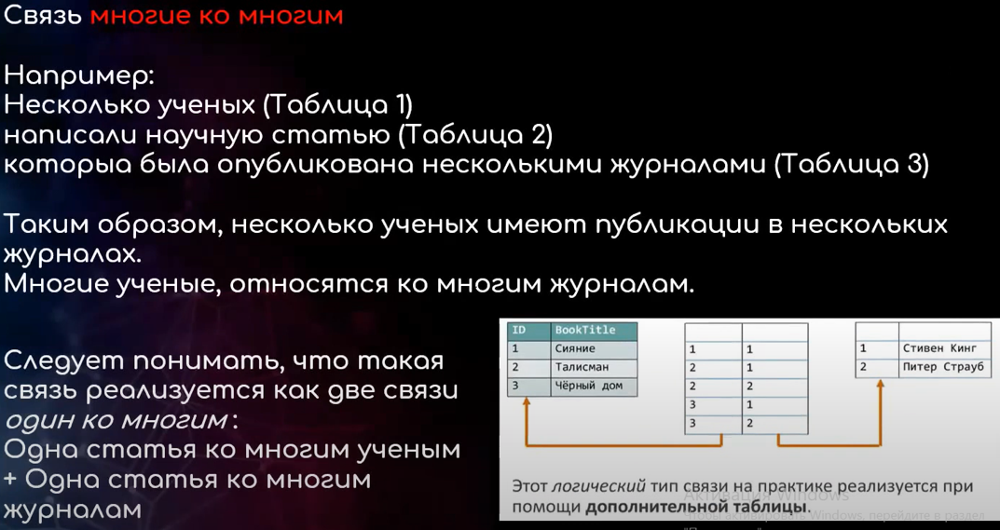 Связь многие ко многим
Например:
Несколько ученых (Таблица 1)
написали научную статью (Таблица 2)
которыа была опубликована несколькими журналами (Таблица 3)
Таким образом, несколько ученых имеют публикации в нескольких
журналах.
Многие ученые, относятся ко многим журналам.
Следует понимать, что такая
связь реализуется как две связи
один ко многим :
Одна статья ко многим ученым
+ Одна статья ко многим
журналам
ID BookTitle
1 Сияние
2 Талисман
3 Чёрный дом
1 1
2 1
2 2
3 1
3 2
1 Стивен Кинг
2 Питер Страуб
Этот логический тип связи на практике реализуется при
помощи дополнительной таблицы.
Активация Windows
Чтобы активировать Windows, перейдите в раздел